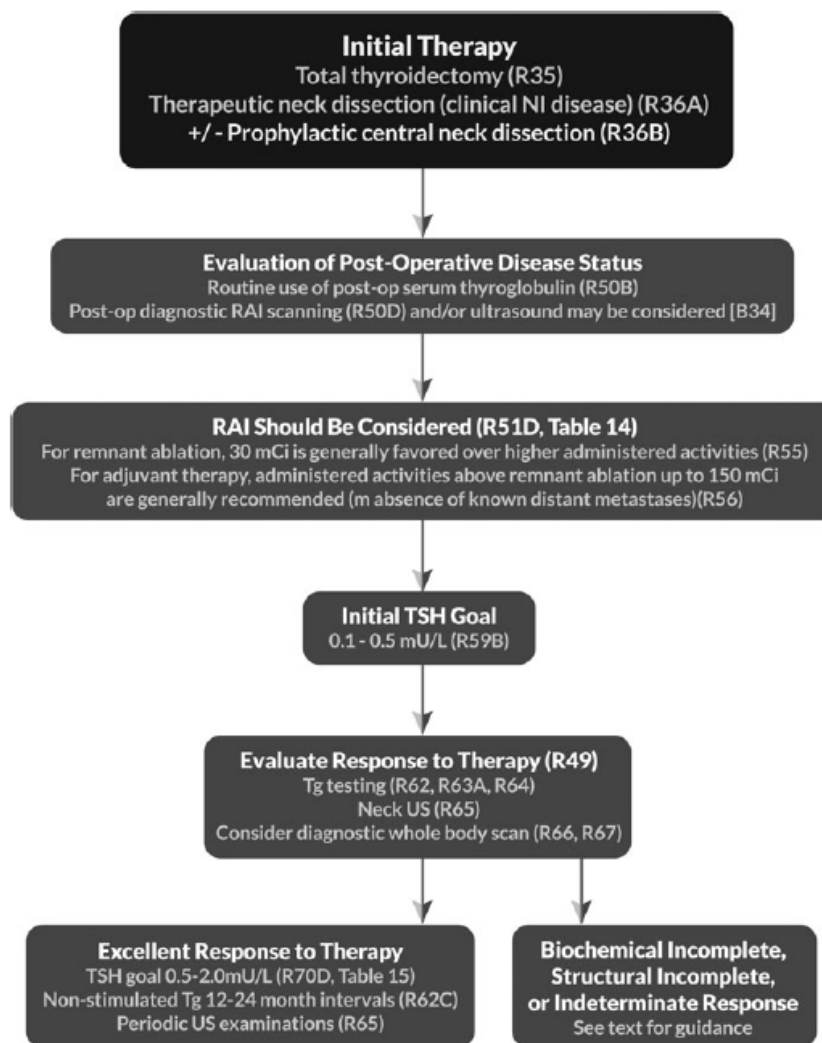 Initial Therapy
Total thyroidectomy (R35)
Therapeutic neck dissection (clinical NI disease) (R36A)
+/ - Prophylactic central neck dissection (R36B)
Evaluation of Post-Operative Disease Status
Routine use of post-op serum thyroglobulin (R50B)
Post-op diagnostic RAI scanning (R50D) and/or ultrasound may be considered [B34]
RAI Should Be Considered (R51D, Table 14)
For remnant ablation, 30 mCi is generally favored over higher administered activities (R55)
For adjuvant therapy, administered activities above remnant ablation up to 150 mCi
are generally recommended (m absence of known distant metastases)(R56)
Initial TSH Goal
0.1 - 0.5 mU/L (R59B)
Evaluate Response to Therapy (R49)
Tg testing (R62, R63A, R64)
Neck US (R65)
Consider diagnostic whole body scan (R66, R67)
Excellent Response to Therapy
TSH goal 0.5-2.0mU/L (R70D, Table 15)
Non-stimulated Tg 12-24 month intervals (R62C)
Periodic US examinations (R65)
Biochemical Incomplete,
Structural Incomplete,
or Indeterminate Response
See text for guidance